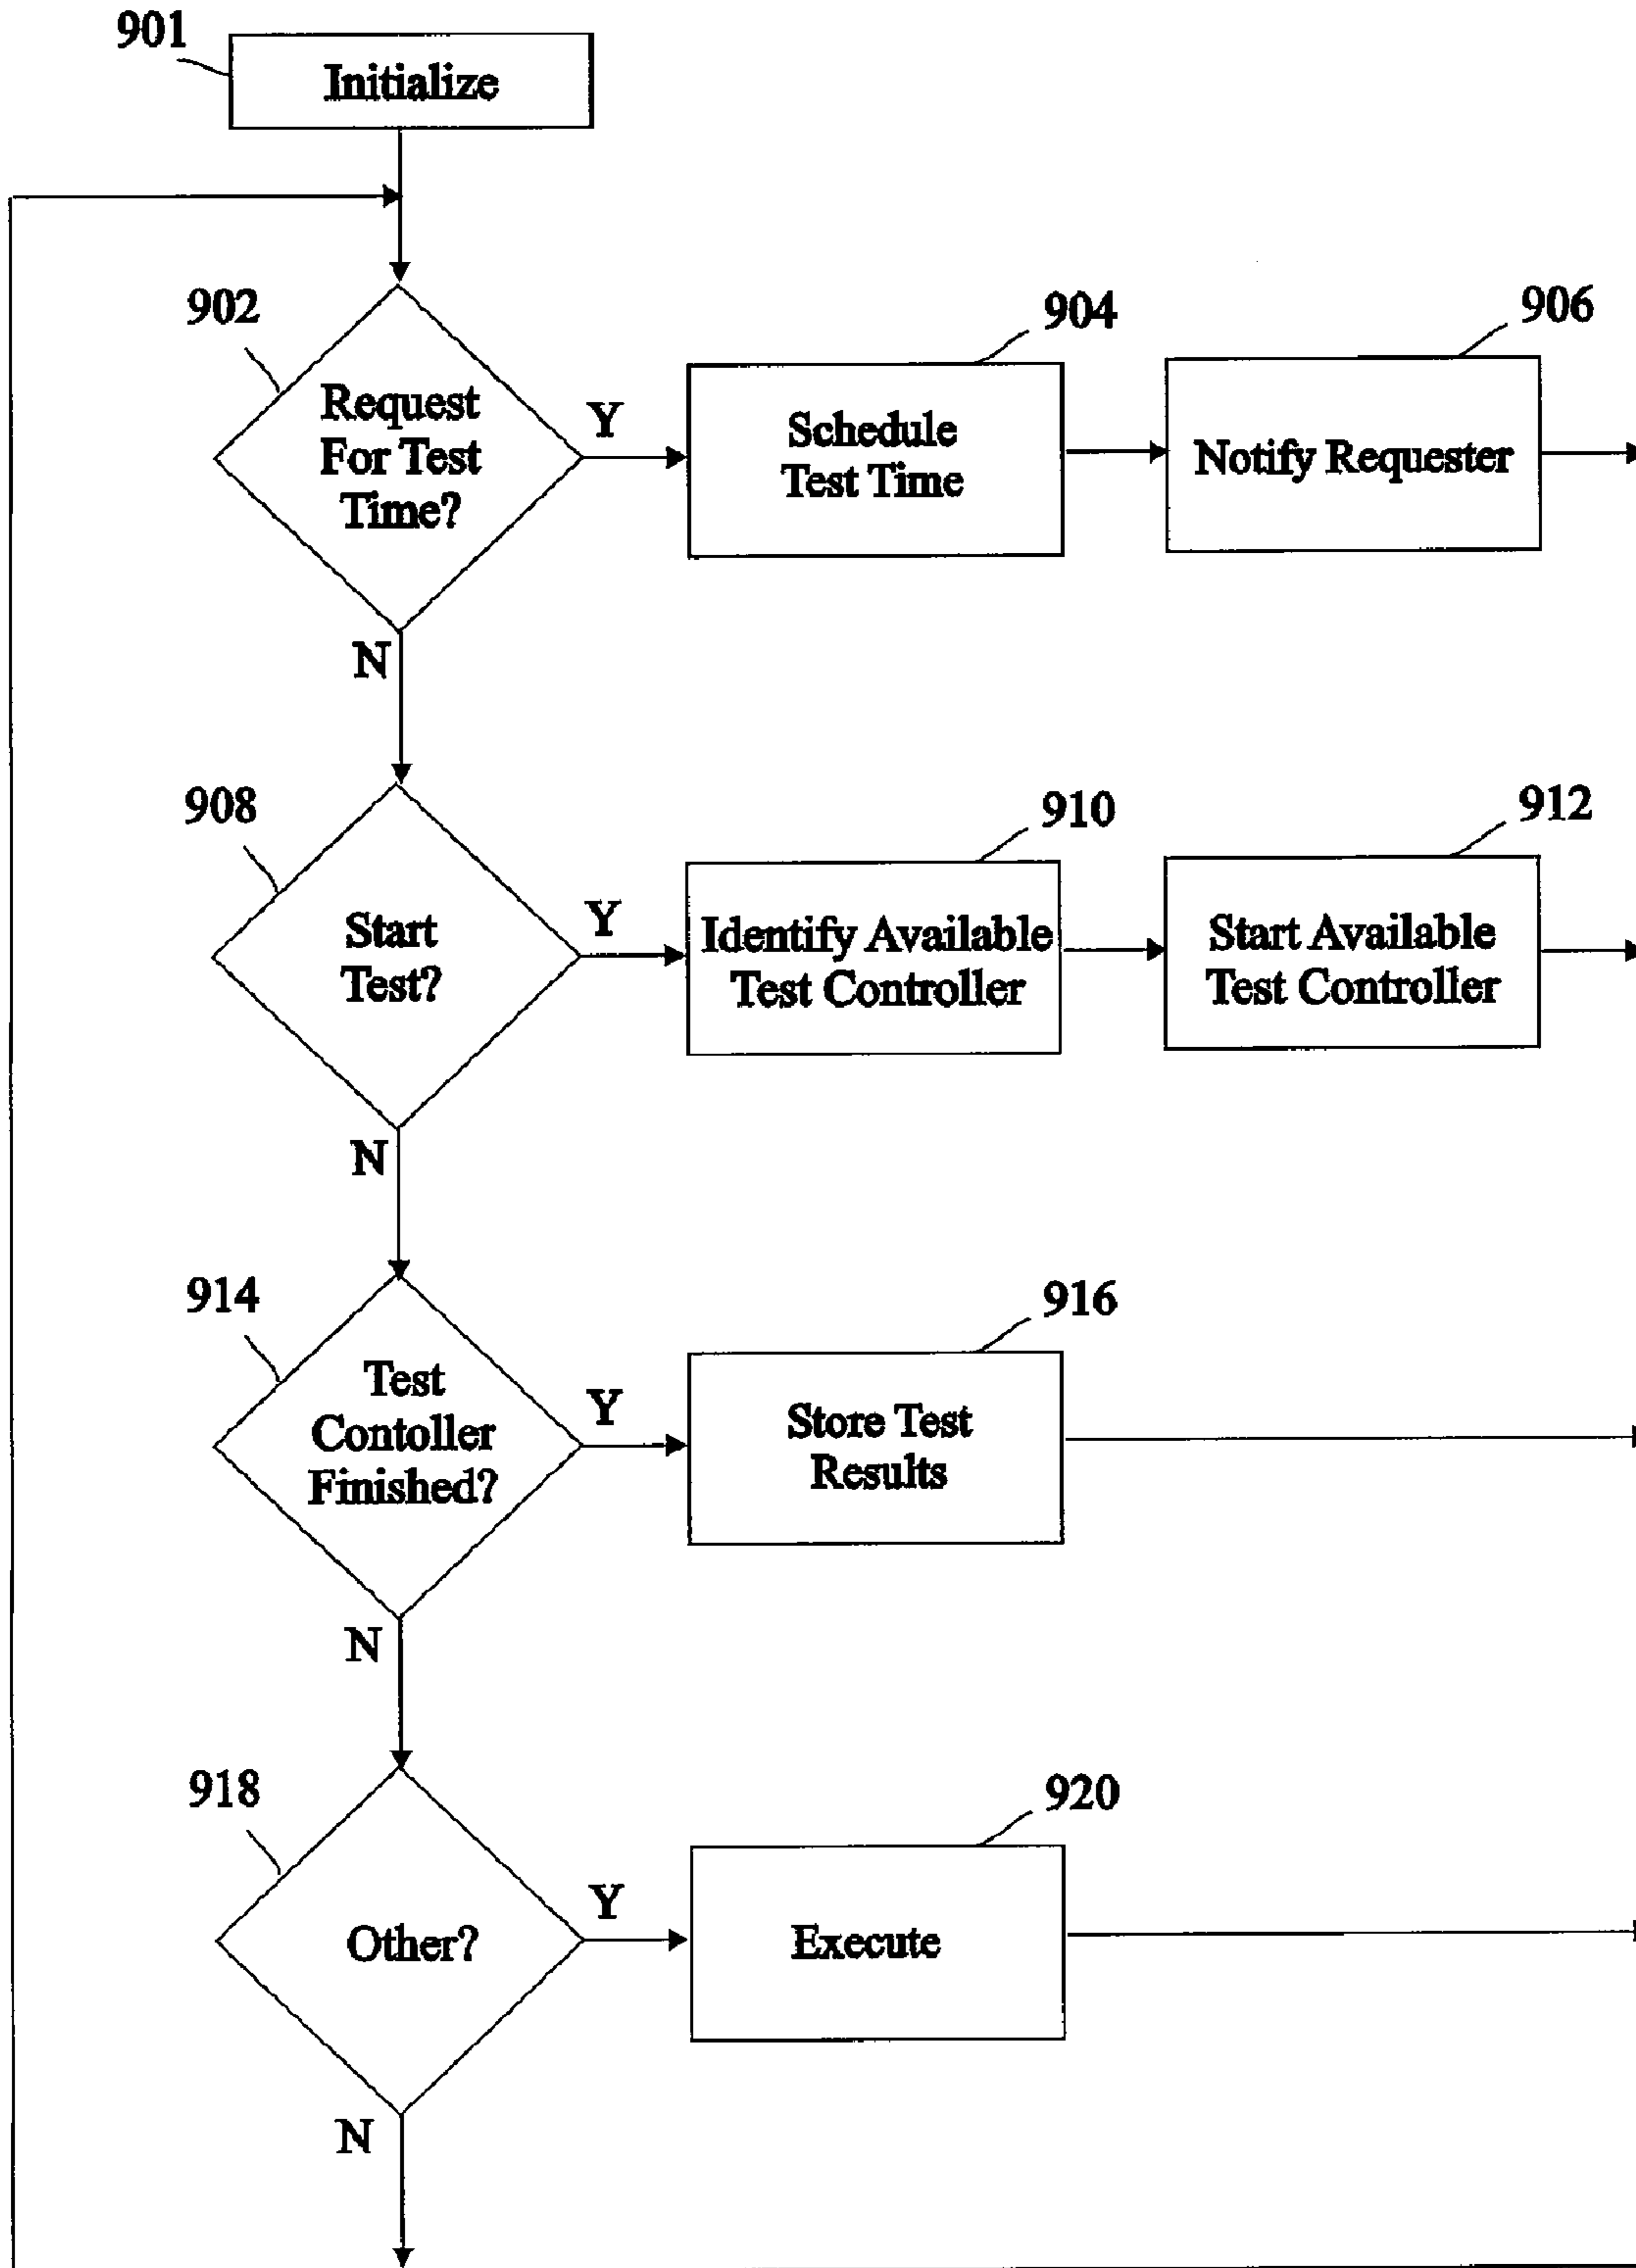 901
Initialize
902
Request
For Test
Time?
Y
904
Schedule
Test Time
906
Notify Requester
N
908
Start
Test?
Y
910
Identify Available
Test Controller
912
Start Available
Test Controller
N
914
Test
Contoller
Finished?
Y
916
Store Test
Results
N
918
Other?
Y
920
Execute
N